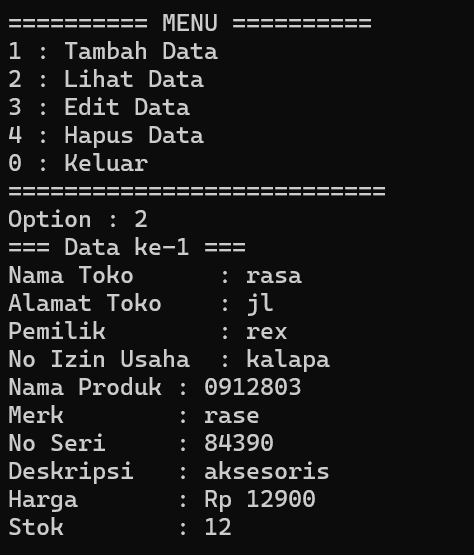 ========== MENU ==========
1 : Tambah Data
2 : Lihat Data
3 : Edit Data
4 : Hapus Data
0 : Keluar
===========================
Option : 2
=== Data ke-1 ===
Nama Toko      : rasa
Alamat Toko    : jl
Pemilik        : rex
No Izin Usaha  : kalapa
Nama Produk : 0912803
Merk        : rase
No Seri     : 84390
Deskripsi   : aksesoris
Harga       : Rp 12900
Stok        : 12